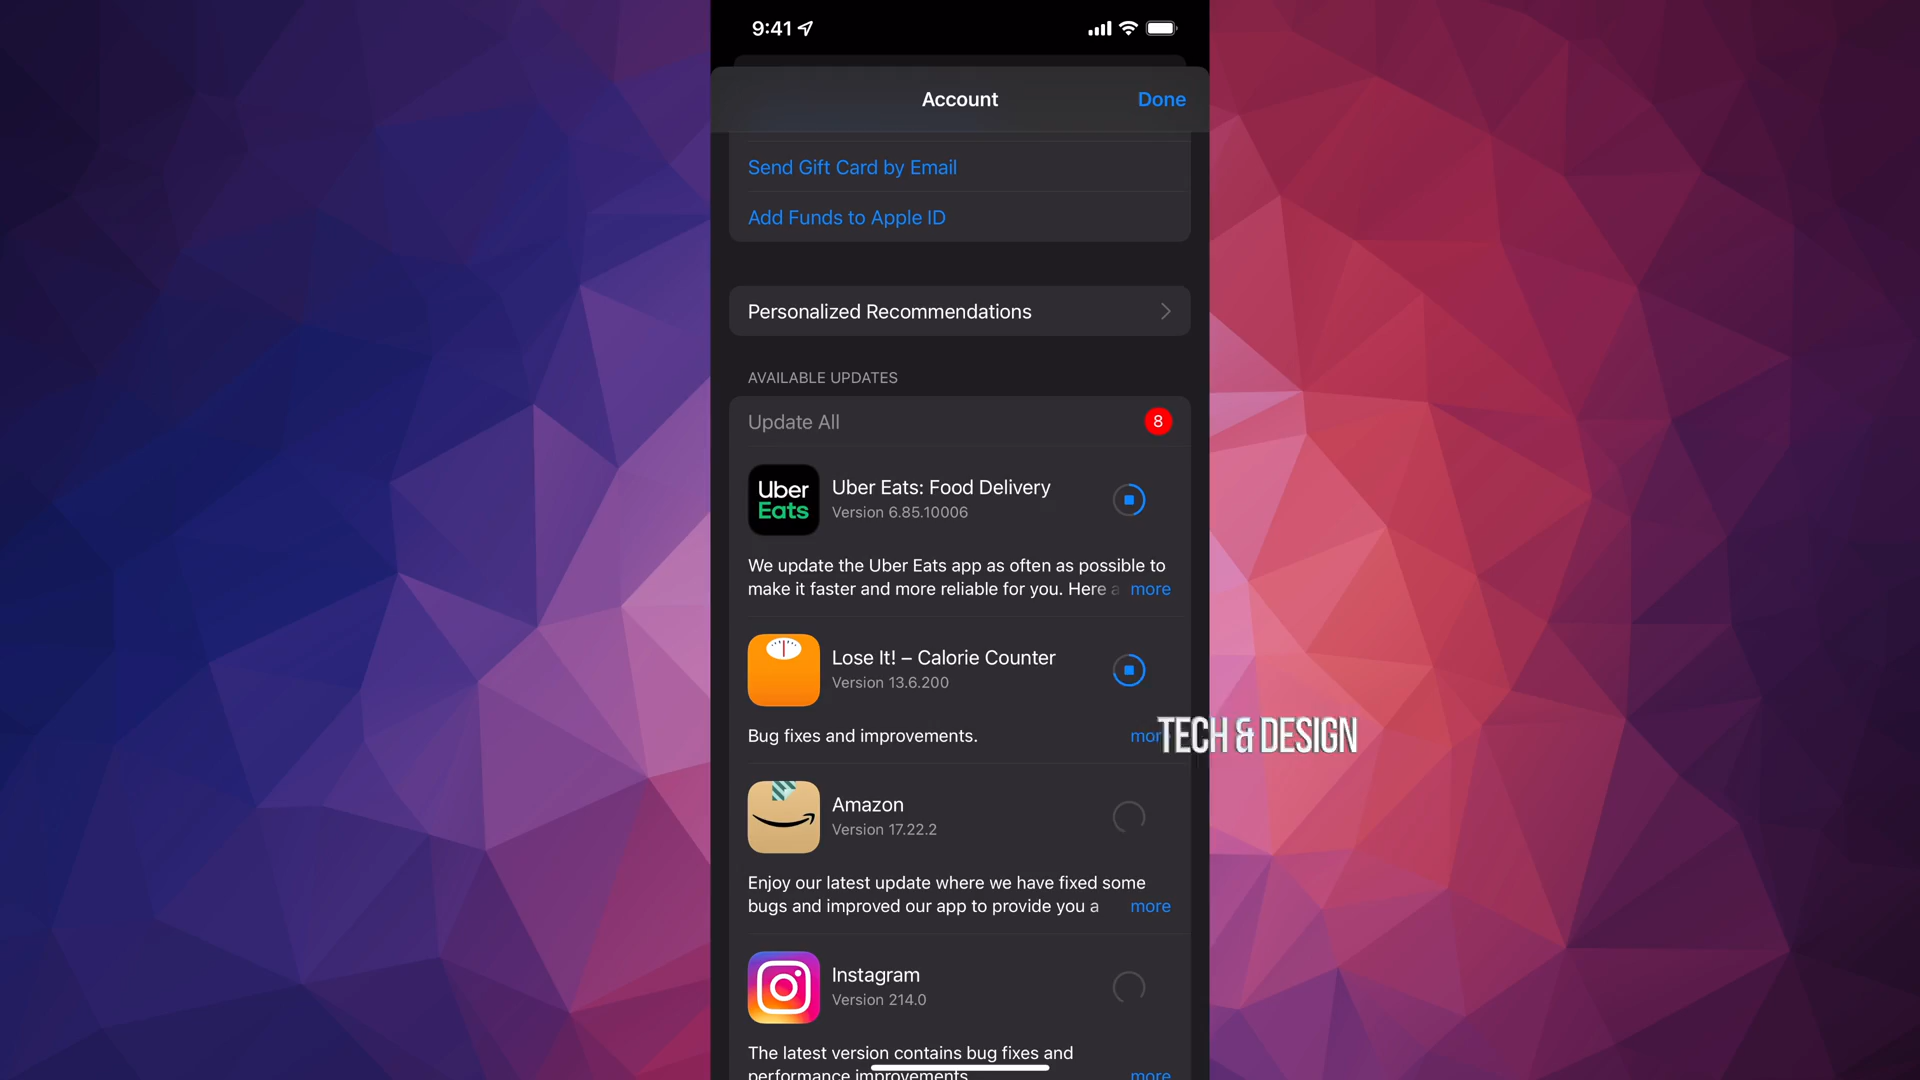 9:41
Account
Done
Send Gift Card by Email
Add Funds to Apple ID
Personalized Recommendations
AVAILABLE UPDATES
Update All
8
Uber
Eats
Uber Eats: Food Delivery
Version 6.85.10006
We update the Uber Eats app as often as possible to
make it faster and more reliable for you. Here a more
Lose It! – Calorie Counter
Version 13.6.200
Bug fixes and improvements.
more
TECH & DESIGN
Amazon
Version 17.22.2
Enjoy our latest update where we have fixed some
bugs and improved our app to provide you a more
Instagram
Version 214.0
The latest version contains bug fixes and
performance improvements. more